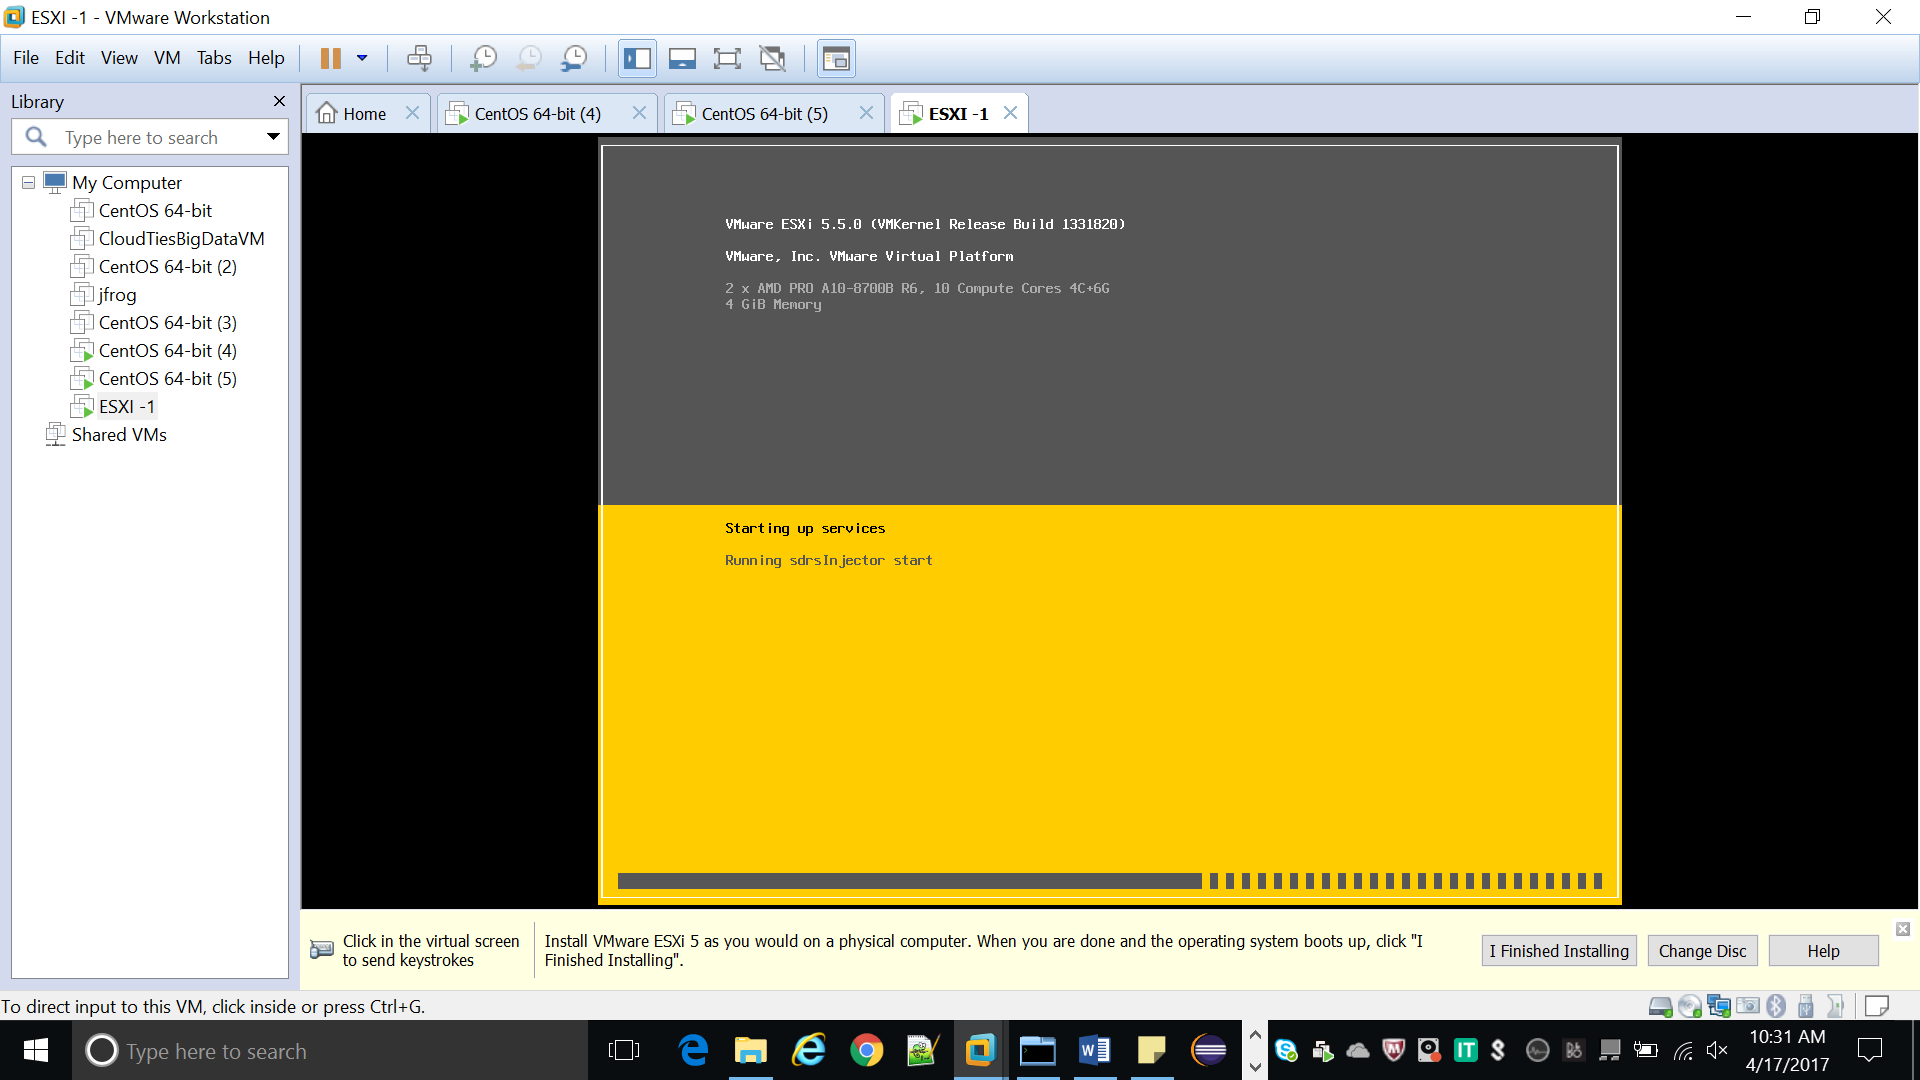 ESXI -1 - VMware Workstation
File Edit View VM Tabs Help
Library
Type here to search
My Computer
CentOS 64-bit
CloudTiesBigDataVM
CentOS 64-bit (2)
jfrog
CentOS 64-bit (3)
CentOS 64-bit (4)
CentOS 64-bit (5)
ESXI -1
Shared VMs
Home
CentOS 64-bit (4)
CentOS 64-bit (5)
ESXI -1
VMware ESXi 5.5.0 (VMKernel Release Build 1331820)
VMware, Inc. VMware Virtual Platform
2 x AMD PRO A10-8700B R6, 10 Compute Cores 4C+6G
4 GiB Memory
Starting up services
Running sdrsInjector start
Click in the virtual screen
to send keystrokes
Install VMware ESXi 5 as you would on a physical computer. When you are done and the operating system boots up, click "I
Finished Installing".
I Finished Installing
Change Disc
Help
To direct input to this VM, click inside or press Ctrl+G.
Type here to search
IT
10:31 AM
4/17/2017